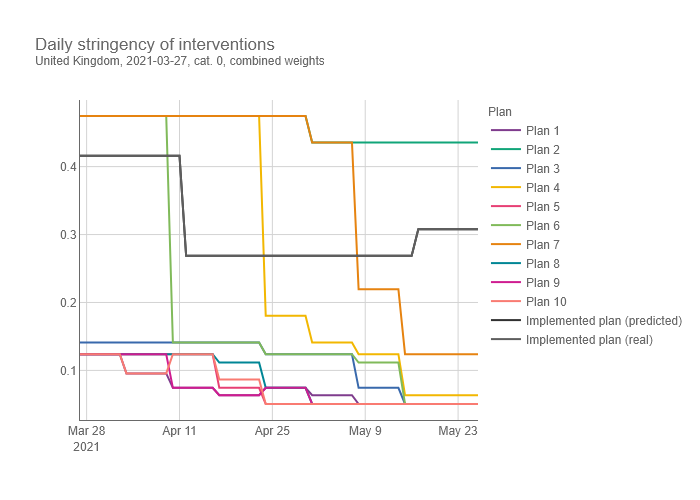 Daily stringency of interventions
United Kingdom, 2021-03-27, cat. 0, combined weights
Plan
Plan 1
Plan 2
Plan 3
Plan 4
Plan 5
Plan 6
Plan 7
Plan 8
Plan 9
Plan 10
Implemented plan (predicted)
Implemented plan (real)
0.4
0.3
0.2
0.1
Mar 28 Apr 11 Apr 25 May 9 May 23
2021